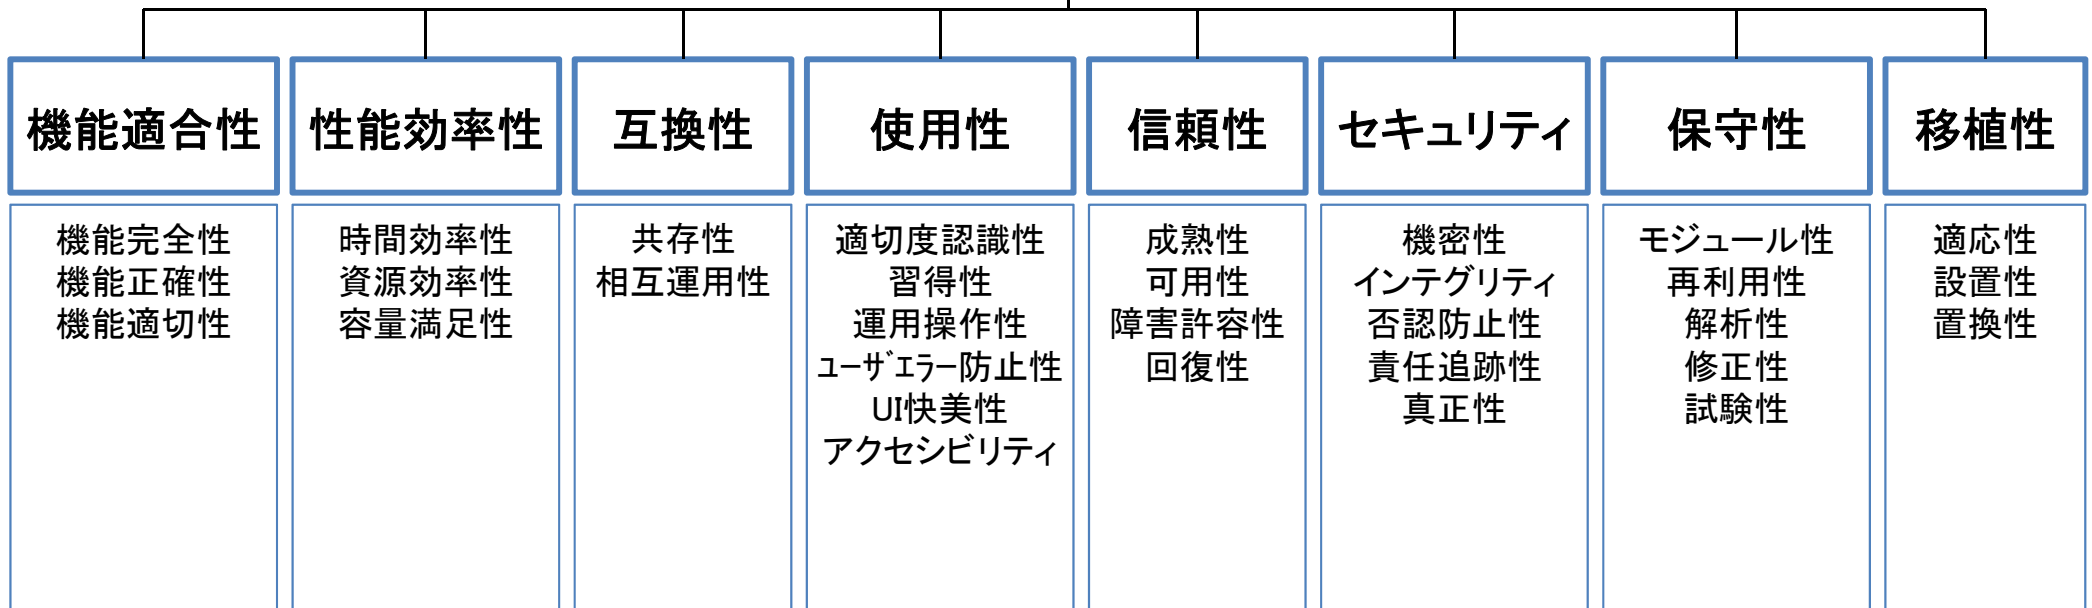 機能適合性
機能完全性
機能正確性
機能適切性
性能効率性
時間効率性
資源効率性
容量満足性
互換性
共存性
相互運用性
使用性
適切度認識性
習得性
運用操作性
ﾕｰｻﾞｴﾗｰ防止性
UI快美性
アクセシビリティ
信頼性
成熟性
可用性
障害許容性
回復性
セキュリティ
機密性
インテグリティ
否認防止性
責任追跡性
真正性
保守性
モジュール性
再利用性
解析性
修正性
試験性
移植性
適応性
設置性
置換性